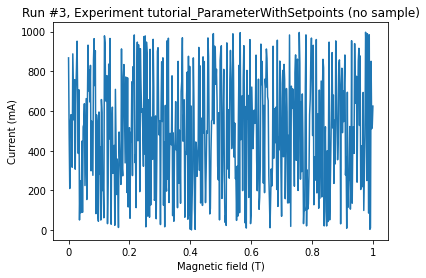 Run #3, Experiment tutorial_ParameterWithSetpoints (no sample)
1000
800
600
400
200
0
Current (mA)
0 0.2 0.4 0.6 0.8 1
Magnetic field (T)